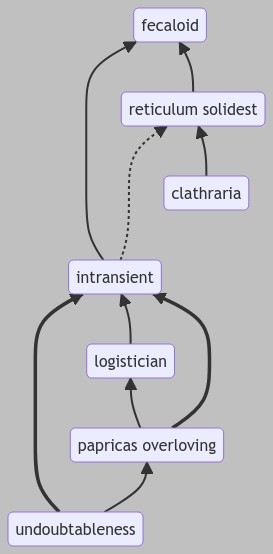 fecaloid
reticulum solidest
clathraria
intransient
logistician
papricas overloving
undoubtableness